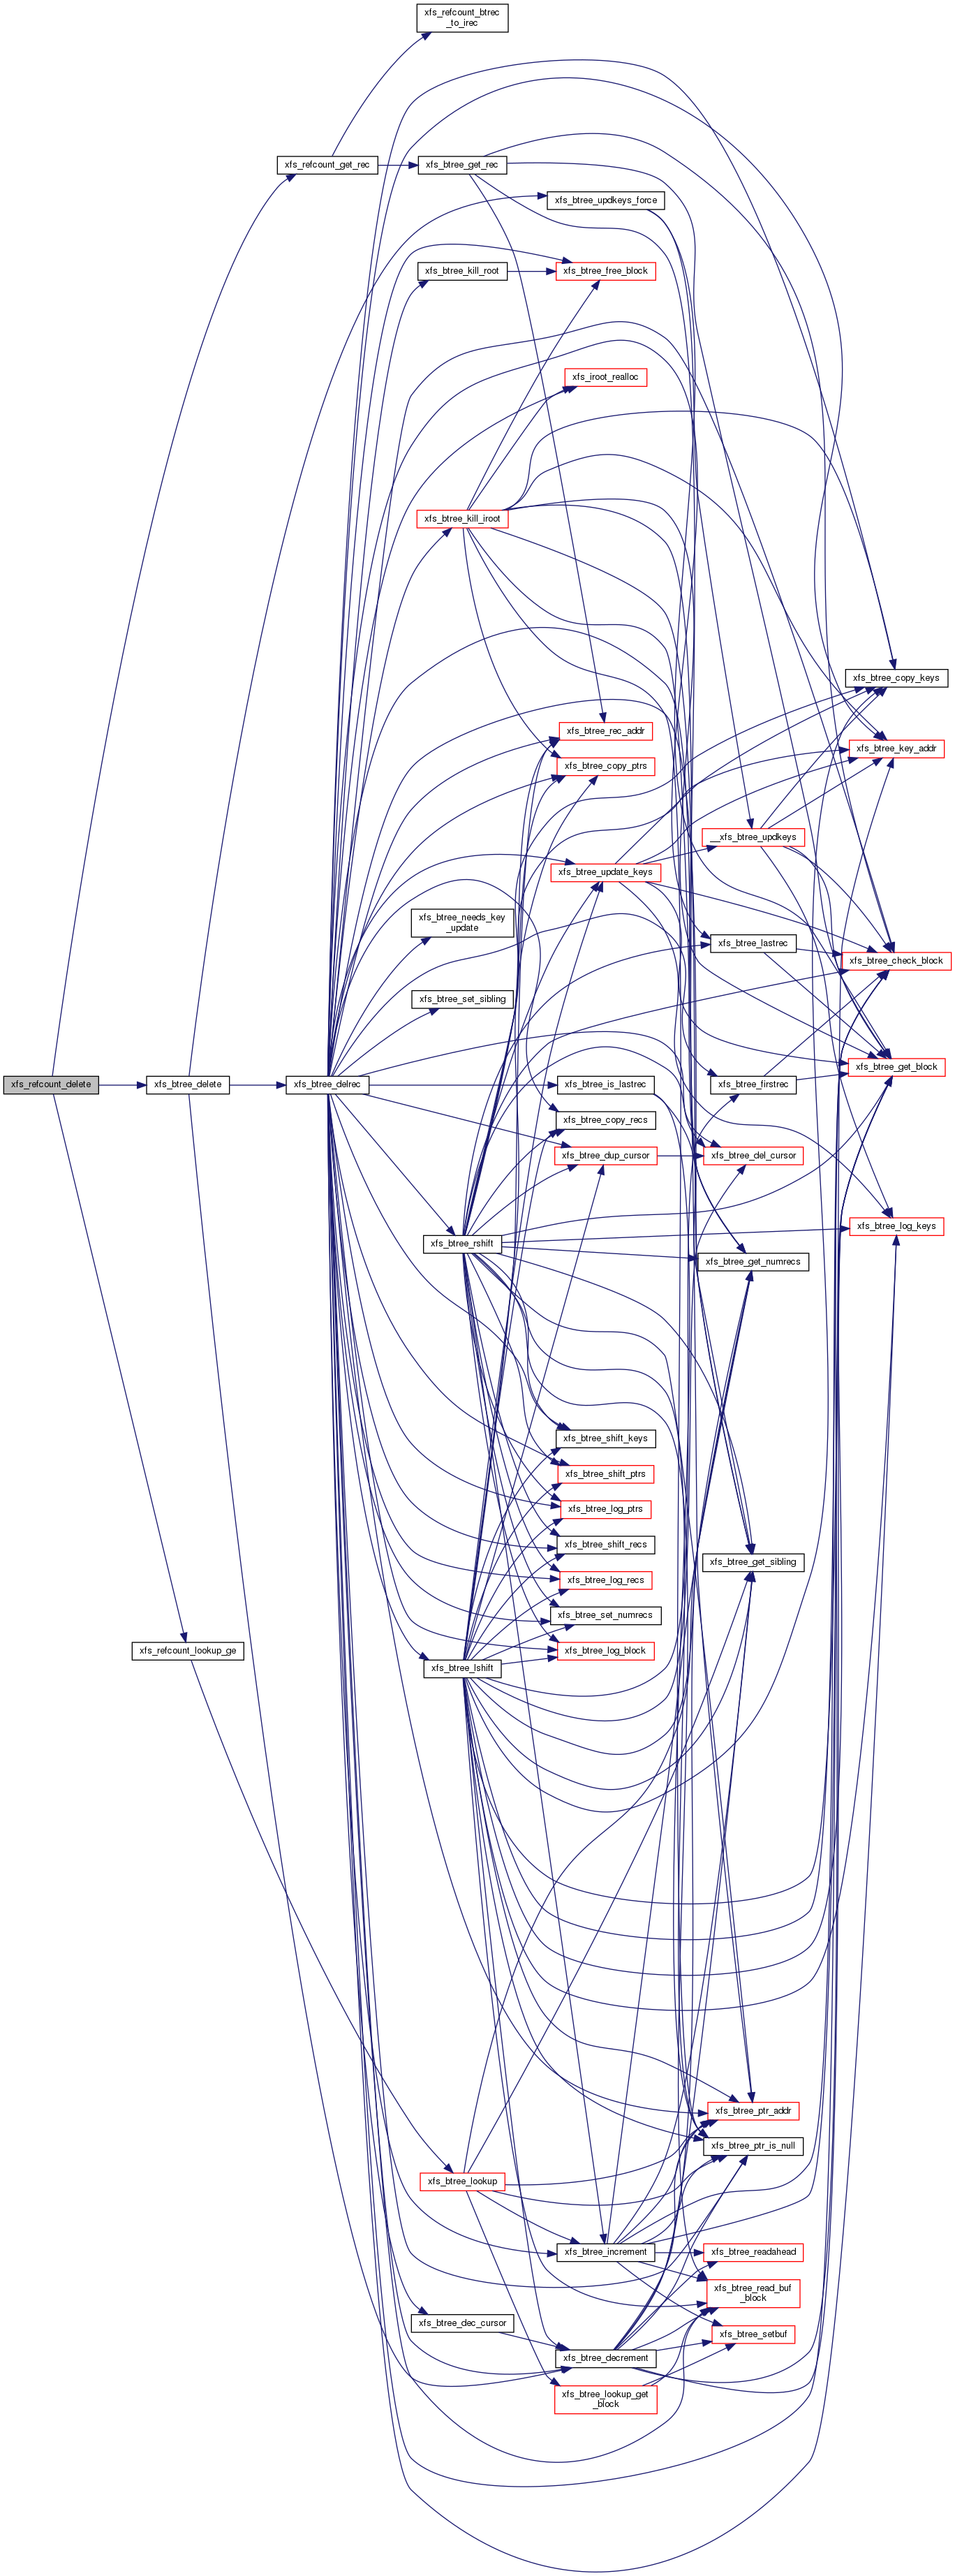 xfs_refcount_btrec
_to_irec
xfs_refcount_get_rec
xfs_btree_get_rec
xfs_btree_updkeys_force
xfs_btree_kill_root
xfs_btree_free_block
xfs_iroot_realloc
xfs_btree_kill_iroot
xfs_btree_copy_keys
xfs_btree_rec_addr
xfs_btree_key_addr
xfs_btree_copy_ptrs
__xfs_btree_updkeys
xfs_btree_update_keys
xfs_btree_needs_key
_update
xfs_btree_lastrec
xfs_btree_check_block
xfs_btree_set_sibling
xfs_btree_get_block
xfs_refcount_delete
xfs_btree_delete
xfs_btree_delrec
xfs_btree_is_lastrec
xfs_btree_firstrec
xfs_btree_copy_recs
xfs_btree_dup_cursor
xfs_btree_del_cursor
xfs_btree_log_keys
xfs_btree_rshift
xfs_btree_get_numrecs
xfs_btree_shift_keys
xfs_btree_shift_ptrs
xfs_btree_log_ptrs
xfs_btree_shift_recs
xfs_btree_get_sibling
xfs_btree_log_recs
xfs_btree_set_numrecs
xfs_refcount_lookup_ge
xfs_btree_log_block
xfs_btree_lshift
xfs_btree_ptr_addr
xfs_btree_ptr_is_null
xfs_btree_lookup
xfs_btree_increment
xfs_btree_readahead
xfs_btree_read_buf
_block
xfs_btree_dec_cursor
xfs_btree_setbuf
xfs_btree_decrement
xfs_btree_lookup_get
_block